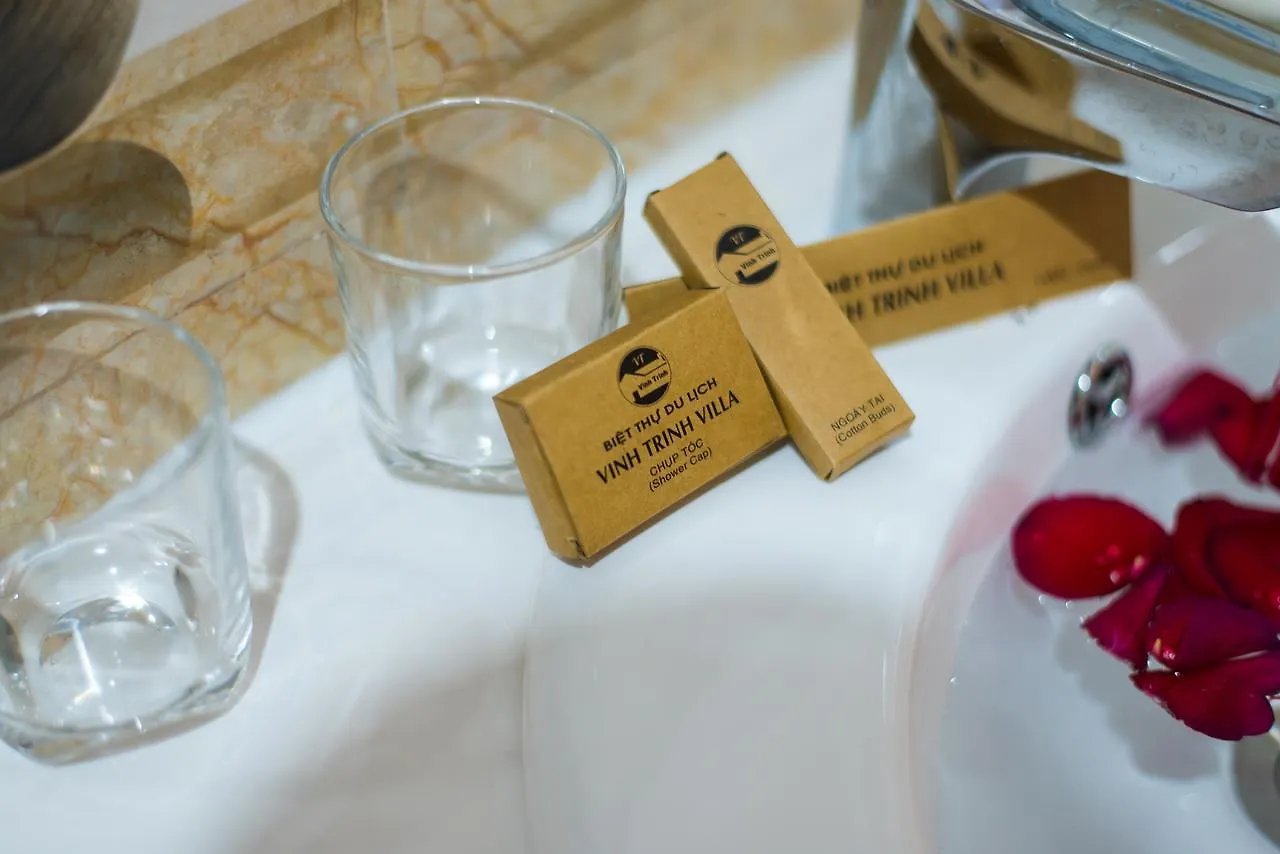 VT
Vinh Trinh
BIỆT THỰ DU LỊCH
VINH TRINH VILLA
CHỤP TÓC
(Shower Cap)
VT
Vinh Trinh
NGOÁY TAI
(Cotton Buds)
BIỆT THỰ DU LỊCH
NH TRINH VILLA